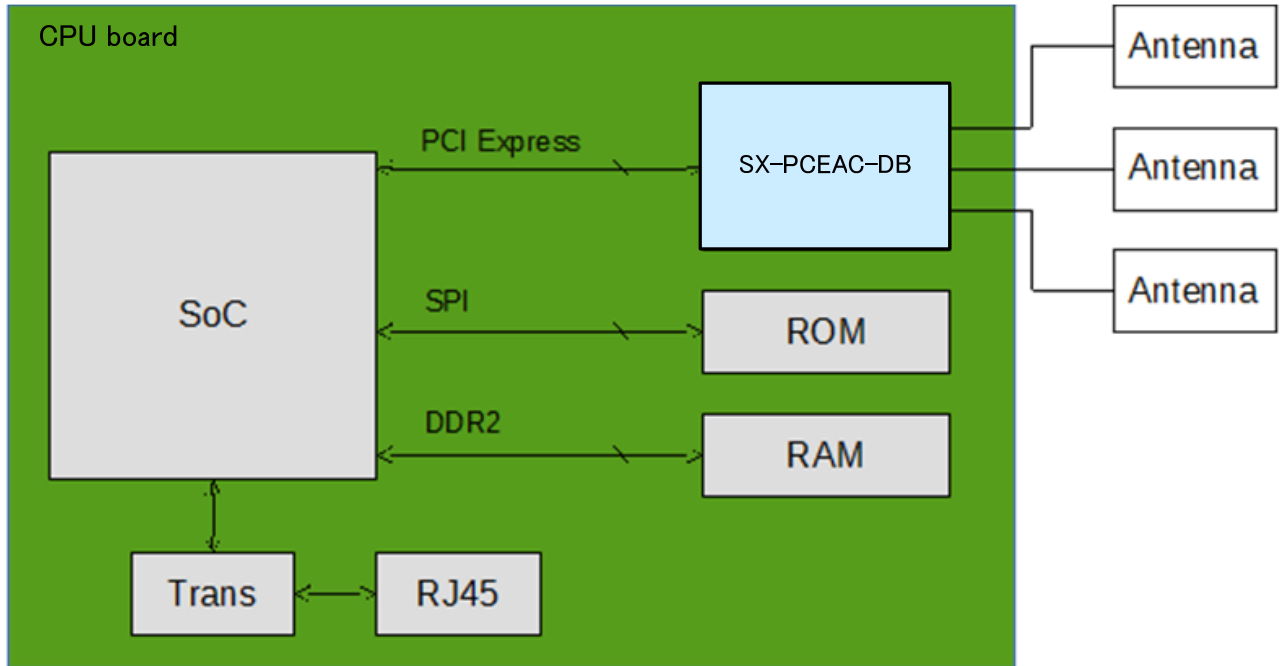 CPU board
Antenna
PCI Express
SX-PCEAC-DB
Antenna
SoC
SPI
Antenna
ROM
DDR2
RAM
Trans
RJ45